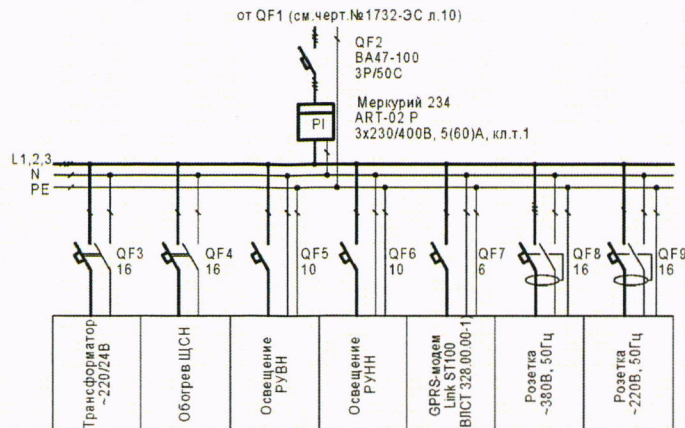 от QF1 (см.черт.№1732-ЭС л.10)
QF2
ВА47-100
3Р/50С
Меркурий 234
ART-02 P
3x230/400В, 5(60)А, кл.т.1
PI
L1,2,3
N
PE
QF3
16
QF4
16
QF5
10
QF6
10
QF7
6
QF8
16
QF9
16
Трансформатор
~220/24В
Обогрев ЩСН
Освещение
РУВН
Освещение
РУНН
GPRS-модем
Link ST100
ВЛСТ 328.00.00-1)
Розетка
~380В, 50Гц
Розетка
~220В, 50Гц